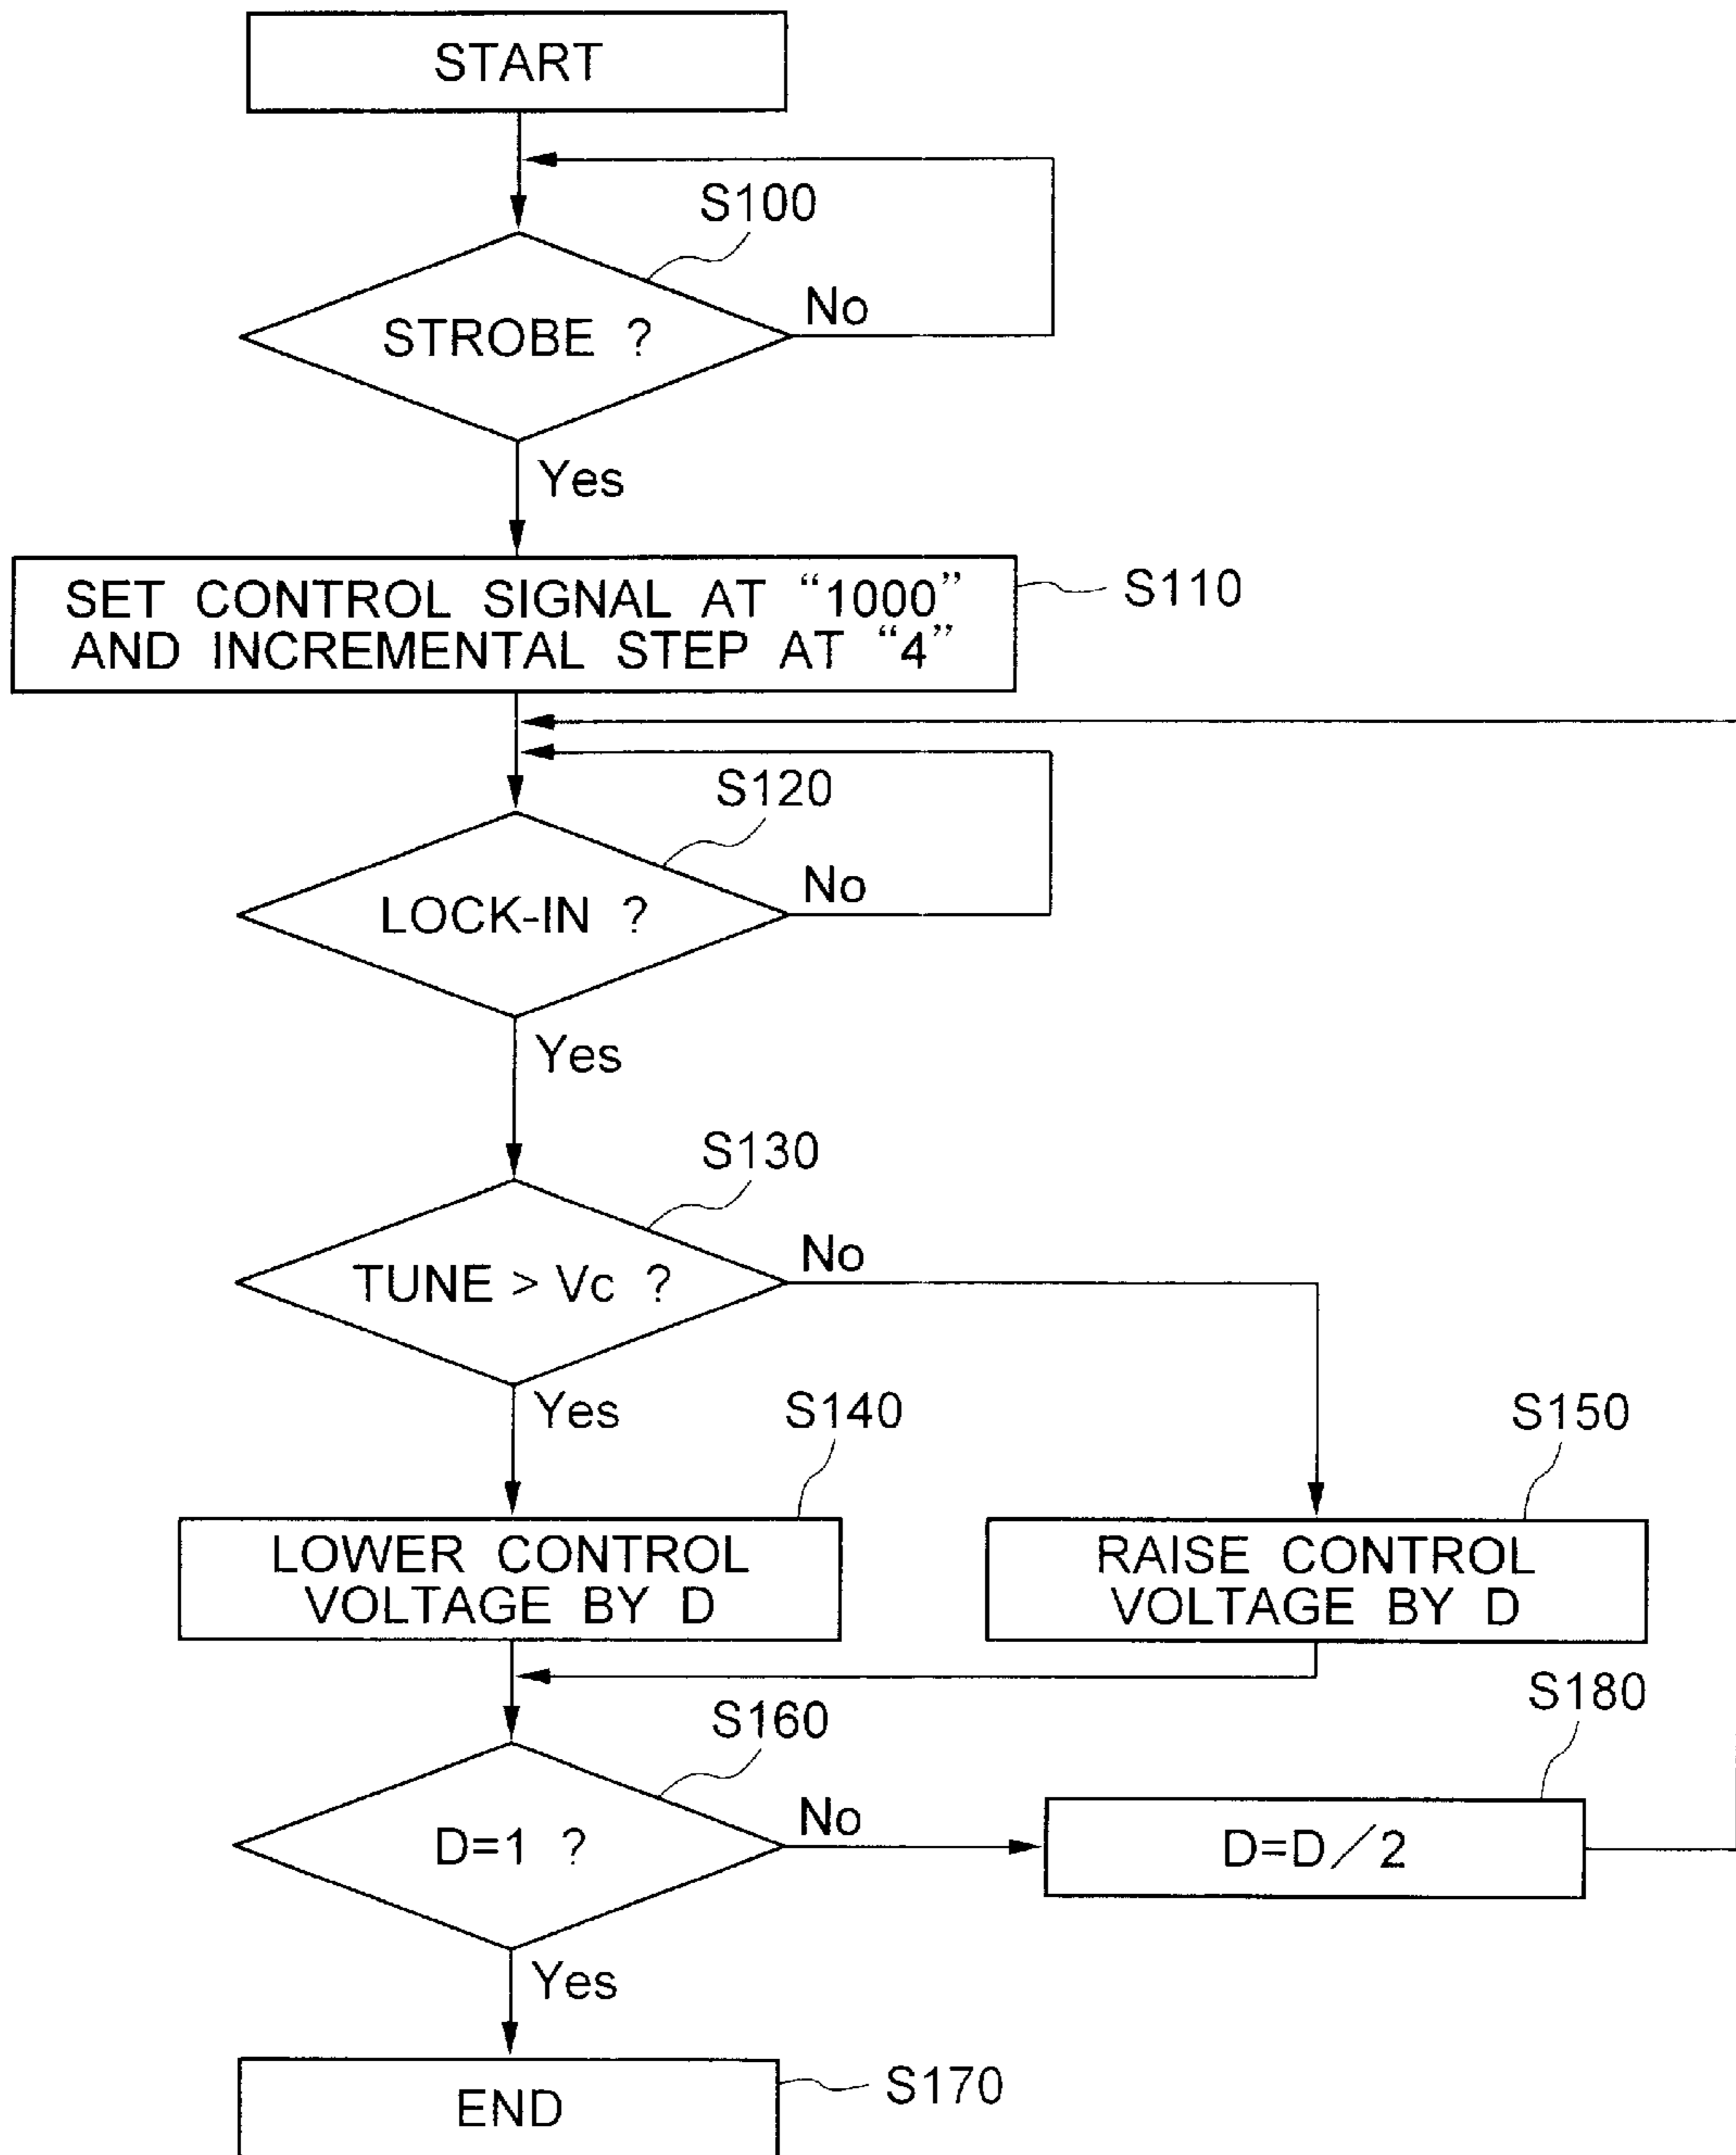 START
S100
STROBE ?
No
Yes
SET CONTROL SIGNAL AT “1000”
AND INCREMENTAL STEP AT “4”
S110
S120
LOCK-IN ?
No
Yes
S130
TUNE > Vc ?
No
Yes
S140
S150
LOWER CONTROL
VOLTAGE BY D
RAISE CONTROL
VOLTAGE BY D
S160
S180
D=1 ?
No
D=D/2
Yes
END
S170